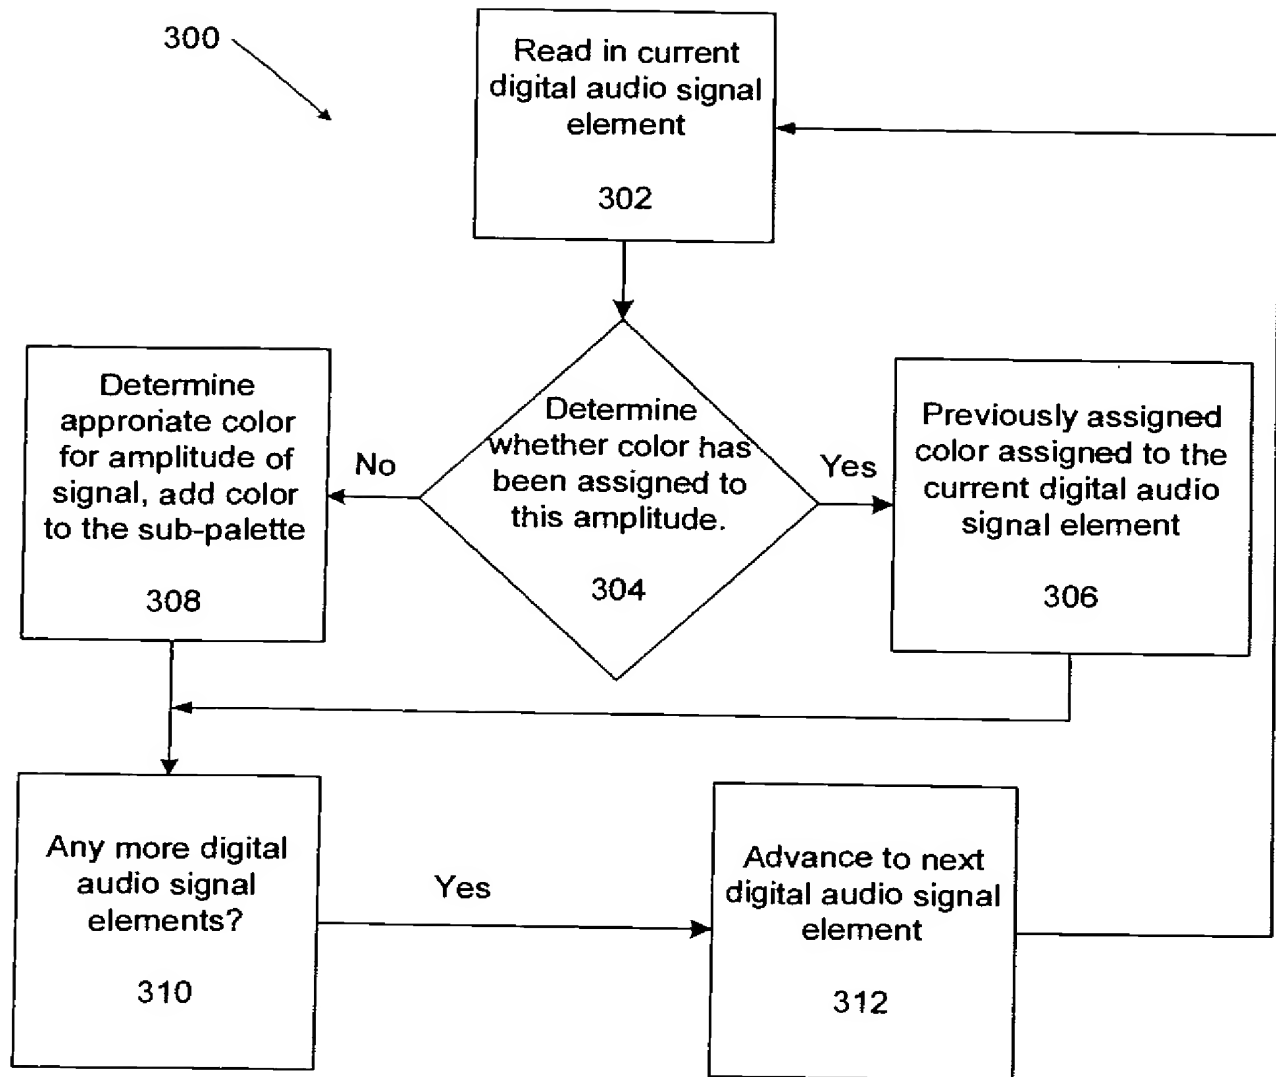 300
Read in current
digital audio signal
element
302
Determine
approriate color
for amplitude of
signal, add color
to the sub-palette
308
No
Determine
whether color has
been assigned to
this amplitude.
304
Yes
Previously assigned
color assigned to the
current digital audio
signal element
306
Any more digital
audio signal
elements?
310
Yes
Advance to next
digital audio signal
element
312